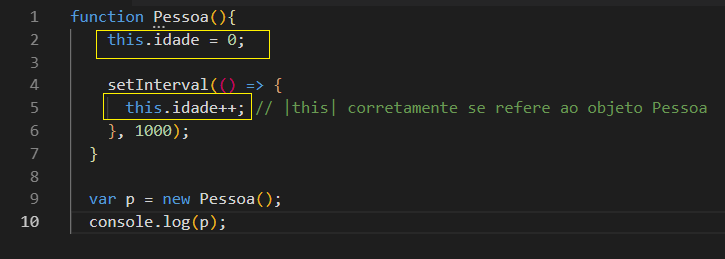 1 function Pessoa(){
2 this.idade = 0;
3
4 setInterval(() => {
5 this.idade++; // |this| corretamente se refere ao objeto Pessoa
6 }, 1000);
7 }
8
9 var p = new Pessoa();
10 console.log(p);